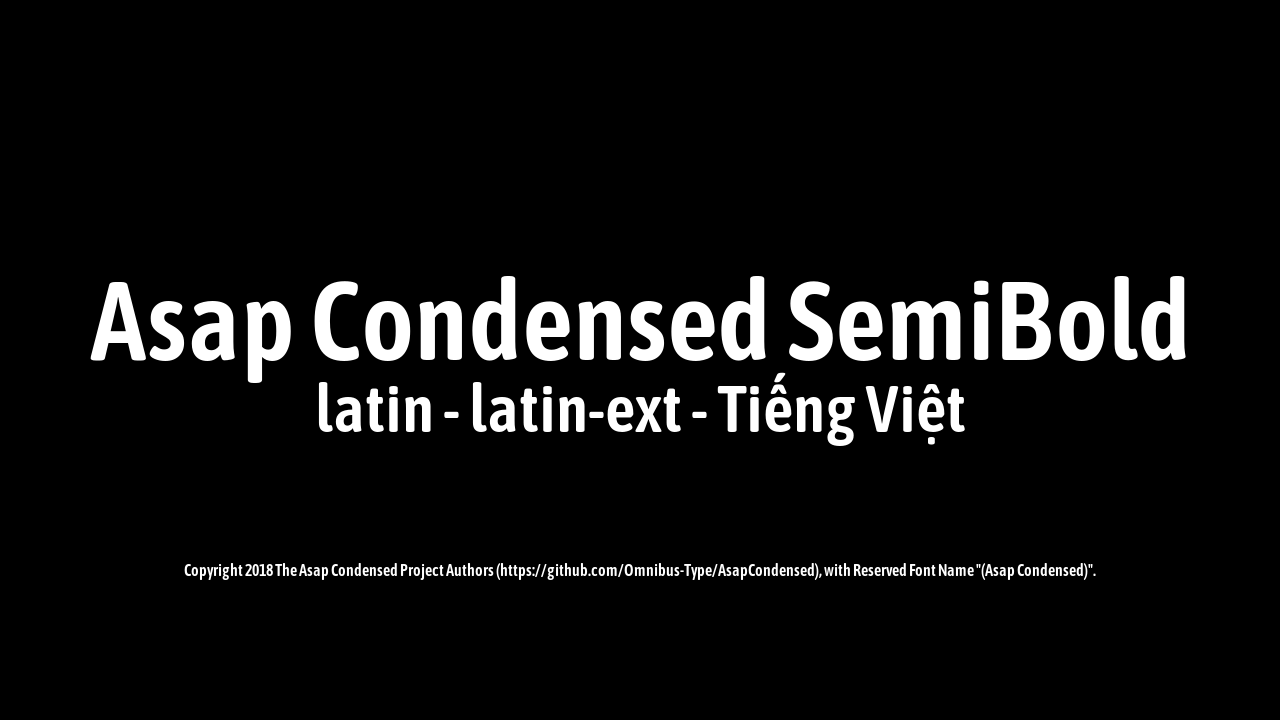 Asap Condensed SemiBold
latin - latin-ext - Tiếng Việt
Copyright 2018 The Asap Condensed Project Authors (https://github.com/Omnibus-Type/AsapCondensed), with Reserved Font Name "(Asap Condensed)".